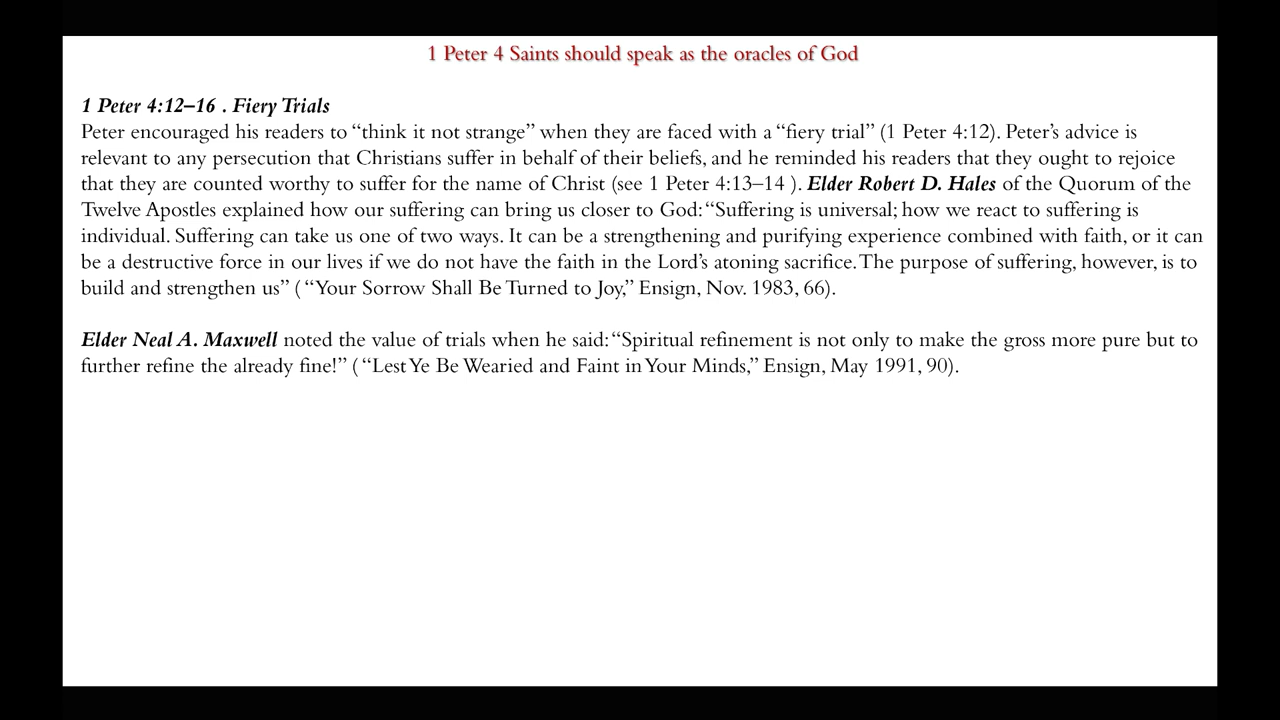 1 Peter 4 Saints should speak as the oracles of God
1 Peter 4:12–16 . Fiery Trials
Peter encouraged his readers to “think it not strange” when they are faced with a “fiery trial” (1 Peter 4:12). Peter’s advice is
relevant to any persecution that Christians suffer in behalf of their beliefs, and he reminded his readers that they ought to rejoice
that they are counted worthy to suffer for the name of Christ (see 1 Peter 4:13–14 ). Elder Robert D. Hales of the Quorum of the
Twelve Apostles explained how our suffering can bring us closer to God: “Suffering is universal; how we react to suffering is
individual. Suffering can take us one of two ways. It can be a strengthening and purifying experience combined with faith, or it can
be a destructive force in our lives if we do not have the faith in the Lord’s atoning sacrifice. The purpose of suffering, however, is to
build and strengthen us” ( “Your Sorrow Shall Be Turned to Joy,” Ensign, Nov. 1983, 66).
Elder Neal A. Maxwell noted the value of trials when he said: “Spiritual refinement is not only to make the gross more pure but to
further refine the already fine!” ( “Lest Ye Be Wearied and Faint in Your Minds,” Ensign, May 1991, 90).